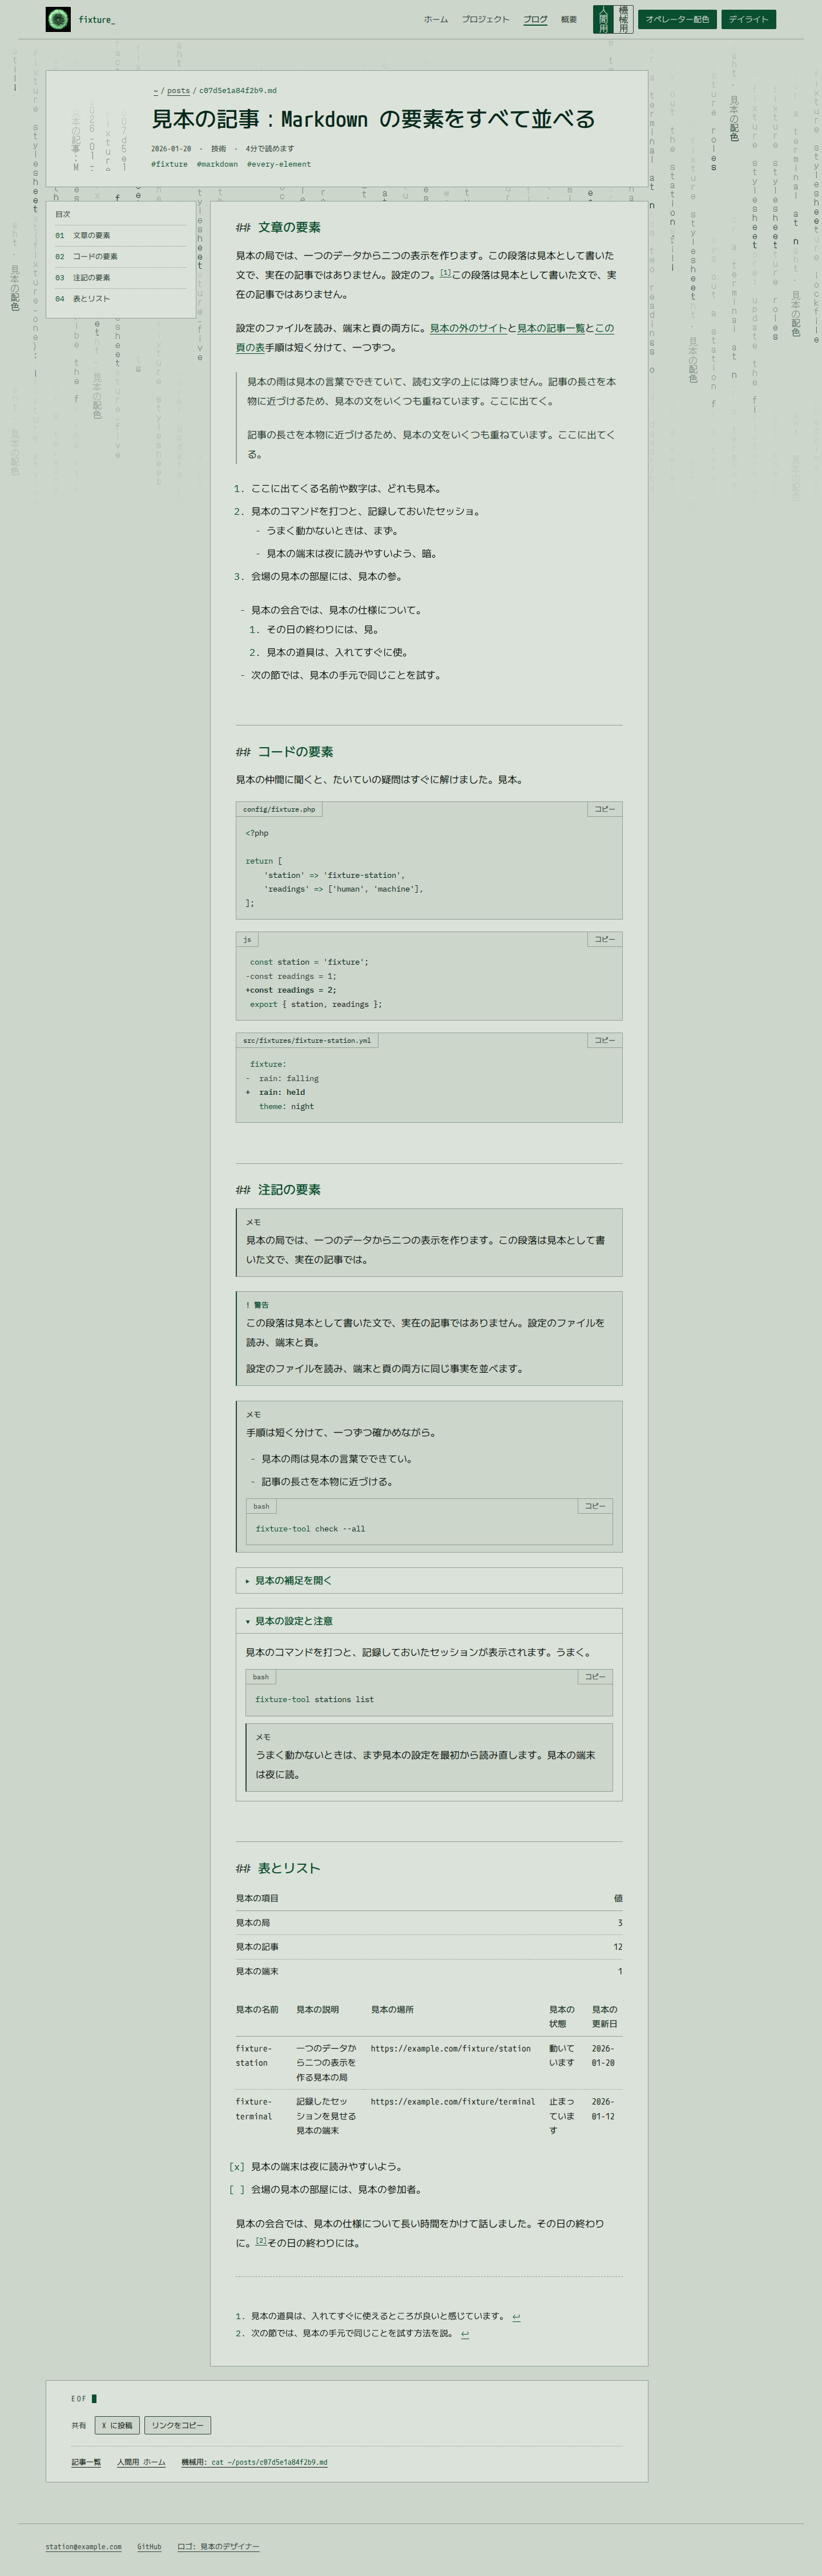 fixture_
ホーム プロジェクト ブログ 概要 人間用 機械用 オペレーター配色 デイライト
~ / posts / c07d5e1a84f2b9.md
見本の記事：Markdown の要素をすべて並べる
2026-01-20 · 技術 · 4分で読めます
#fixture #markdown #every-element
目次
01 文章の要素
02 コードの要素
03 注記の要素
04 表とリスト
## 文章の要素
見本の局では、一つのデータから二つの表示を作ります。この段落は見本として書いた
文で、実在の記事ではありません。設定のフ。[1]この段落は見本として書いた文で、実
在の記事ではありません。
設定のファイルを読み、端末と頁の両方に。見本の外のサイトと見本の記事一覧とこの
頁の表手順は短く分けて、一つずつ。
見本の雨は見本の言葉でできていて、読む文字の上には降りません。記事の長さを本
物に近づけるため、見本の文をいくつも重ねています。ここに出てく。
記事の長さを本物に近づけるため、見本の文をいくつも重ねています。ここに出てく
る。
1. ここに出てくる名前や数字は、どれも見本。
2. 見本のコマンドを打つと、記録しておいたセッショ。
- うまく動かないときは、まず。
- 見本の端末は夜に読みやすいよう、暗。
3. 会場の見本の部屋には、見本の参。
- 見本の会合では、見本の仕様について。
1. その日の終わりには、見。
2. 見本の道具は、入れてすぐに使。
- 次の節では、見本の手元で同じことを試す。
## コードの要素
見本の仲間に聞くと、たいていの疑問はすぐに解けました。見本。
config/fixture.php コピー
<?php
return [
'station' => 'fixture-station',
'readings' => ['human', 'machine'],
];
js コピー
const station = 'fixture';
-const readings = 1;
+const readings = 2;
export { station, readings };
src/fixtures/fixture-station.yml コピー
fixture:
- rain: falling
+ rain: held
theme: night
## 注記の要素
メモ
見本の局では、一つのデータから二つの表示を作ります。この段落は見本として書
いた文で、実在の記事では。
! 警告
この段落は見本として書いた文で、実在の記事ではありません。設定のファイルを
読み、端末と頁。
設定のファイルを読み、端末と頁の両方に同じ事実を並べます。
メモ
手順は短く分けて、一つずつ確かめながら。
- 見本の雨は見本の言葉でできてい。
- 記事の長さを本物に近づける。
bash コピー
fixture-tool check --all
▸ 見本の補足を開く
▾ 見本の設定と注意
見本のコマンドを打つと、記録しておいたセッションが表示されます。うまく。
bash コピー
fixture-tool stations list
メモ
うまく動かないときは、まず見本の設定を最初から読み直します。見本の端末
は夜に読。
## 表とリスト
見本の項目 値
見本の局 3
見本の記事 12
見本の端末 1
見本の名前 見本の説明 見本の場所 見本の状態 見本の更新日
fixture-station 一つのデータから二つの表示を作る見本の局 https://example.com/fixture/station 動いています 2026-01-20
fixture-terminal 記録したセッションを見せる見本の端末 https://example.com/fixture/terminal 止まっています 2026-01-12
[x] 見本の端末は夜に読みやすいよう。
[ ] 会場の見本の部屋には、見本の参加者。
見本の会合では、見本の仕様について長い時間をかけて話しました。その日の終わり
に。[2]その日の終わりには。
1. 見本の道具は、入れてすぐに使えるところが良いと感じています。 ↩
2. 次の節では、見本の手元で同じことを試す方法を説。 ↩
EOF
共有 X に投稿 リンクをコピー
記事一覧 人間用 ホーム 機械用: cat ~/posts/c07d5e1a84f2b9.md
station@example.com GitHub ロゴ: 見本のデザイナー